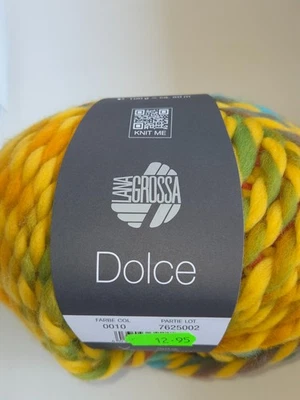 KNIT ME
LANA
GROSSA
Dolce
FARBE COL. PARTIE LOT.
0010 7625002
12-95